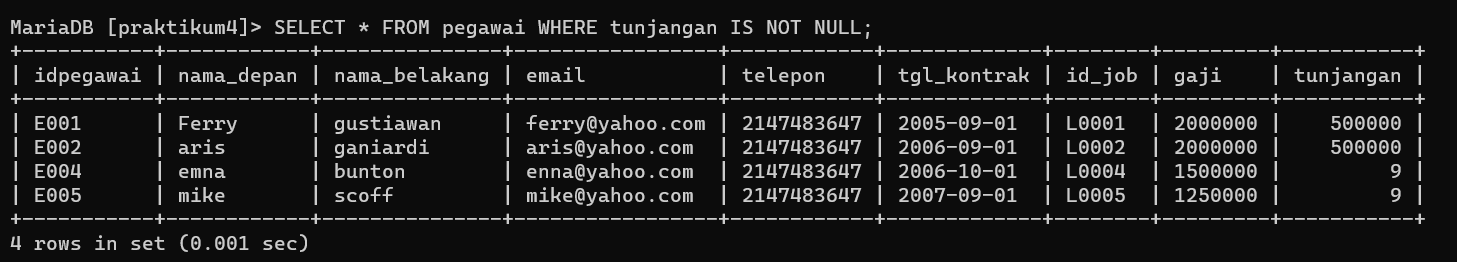 MariaDB [praktikum4]> SELECT * FROM pegawai WHERE tunjangan IS NOT NULL;
+-----------+------------+---------------+-----------------+-----------+-------------+--------+---------+-----------+
| idpegawai | nama_depan | nama_belakang | email           | telepon    | tgl_kontrak | id_job | gaji    | tunjangan |
+-----------+------------+---------------+-----------------+-----------+-------------+--------+---------+-----------+
| E001      | Ferry      | gustiawan     | ferry@yahoo.com | 2147483647 | 2005-09-01  | L0001  | 2000000 |    500000 |
| E002      | aris       | ganiardi      | aris@yahoo.com  | 2147483647 | 2006-09-01  | L0002  | 2000000 |    500000 |
| E004      | emna       | bunton        | enna@yahoo.com  | 2147483647 | 2006-10-01  | L0004  | 1500000 |         9 |
| E005      | mike       | scoff         | mike@yahoo.com  | 2147483647 | 2007-09-01  | L0005  | 1250000 |         9 |
+-----------+------------+---------------+-----------------+-----------+-------------+--------+---------+-----------+
4 rows in set (0.001 sec)